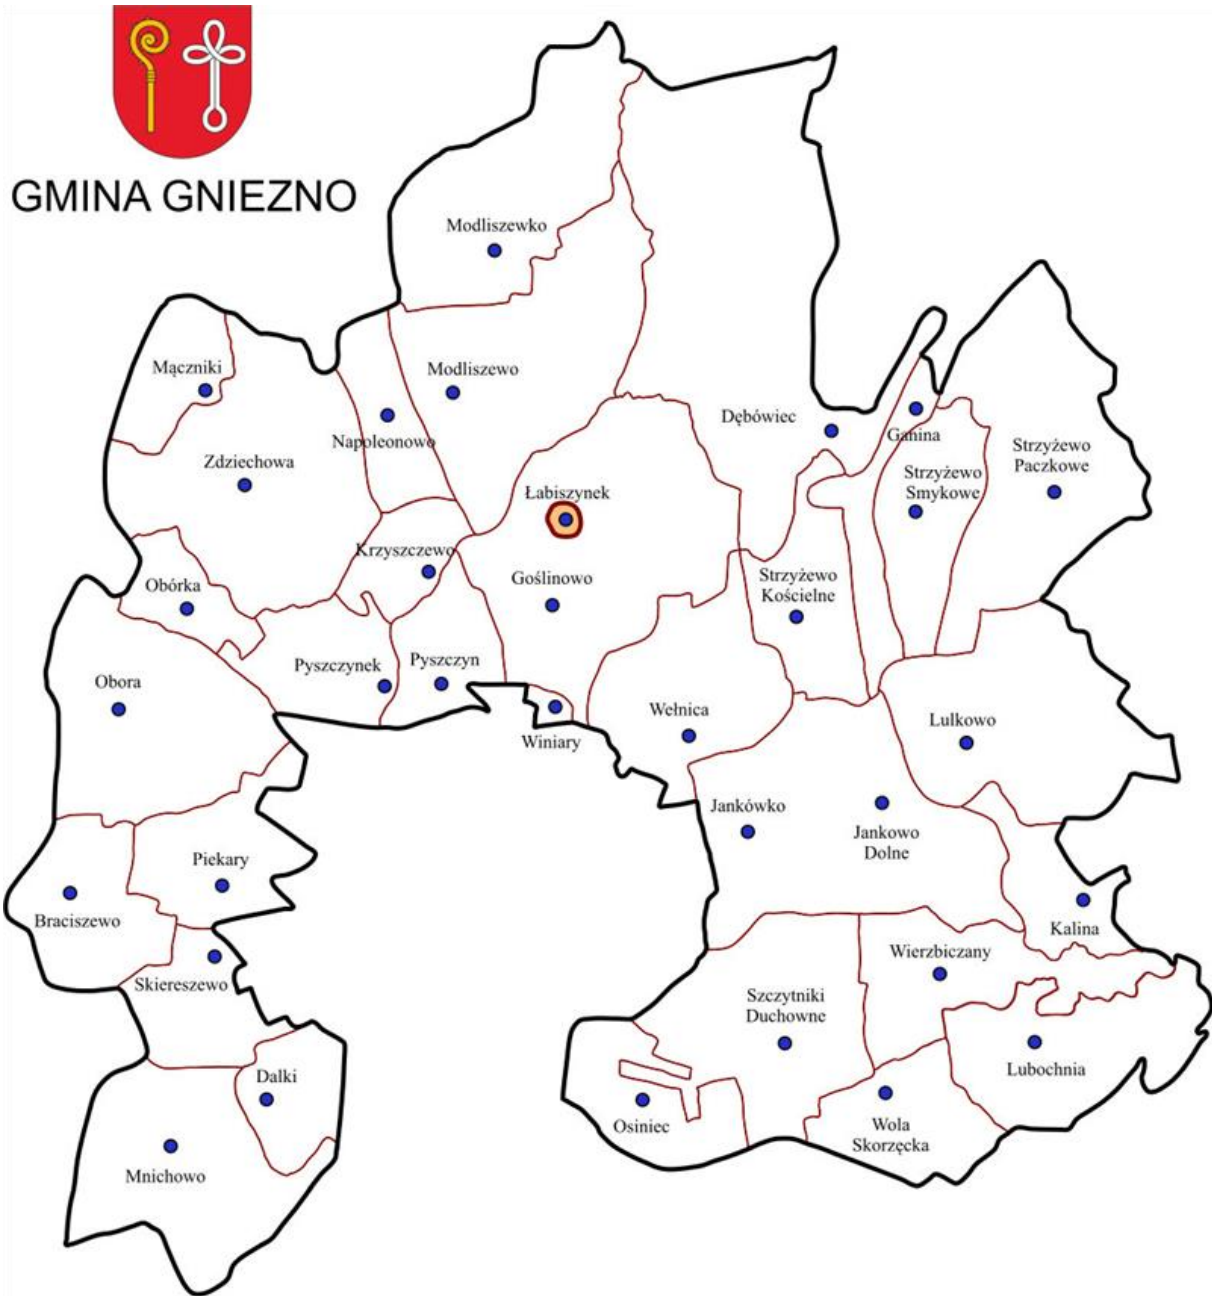 GMINA GNIEZNO
Modliszewko
Mączniki
Modliszewo
Napoleonowo
Dębówiec
Ganina
Strzyżewo
Paczkowe
Zdziechowa
Strzyżewo
Smykowe
Łabiszynek
Krzyszczewo
Goślinowo
Obórka
Strzyżewo
Kościelne
Pyszczynek
Pyszczyn
Obora
Wełnica
Lulkowo
Winiary
Jankówko
Jankowo
Dolne
Piekary
Braciszewo
Kalina
Wierzbiczany
Skiereszewo
Szczytniki
Duchowne
Lubochnia
Dalki
Osiniec
Wola
Skorzęcka
Mnichowo